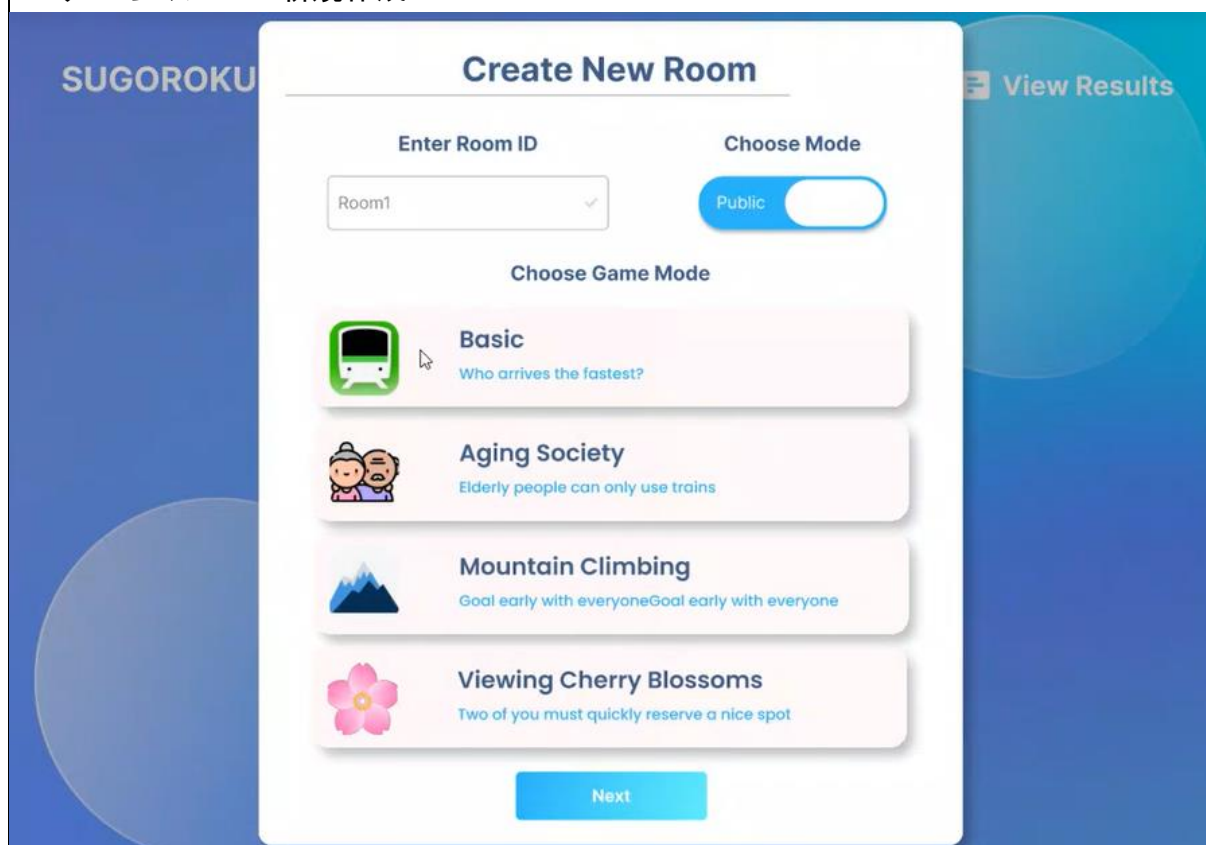 SUGOROKU
Create New Room
View Results
Enter Room ID
Choose Mode
Room1
Public
Choose Game Mode
Basic
Who arrives the fastest?
Aging Society
Elderly people can only use trains
Mountain Climbing
Goal early with everyoneGoal early with everyone
Viewing Cherry Blossoms
Two of you must quickly reserve a nice spot
Next